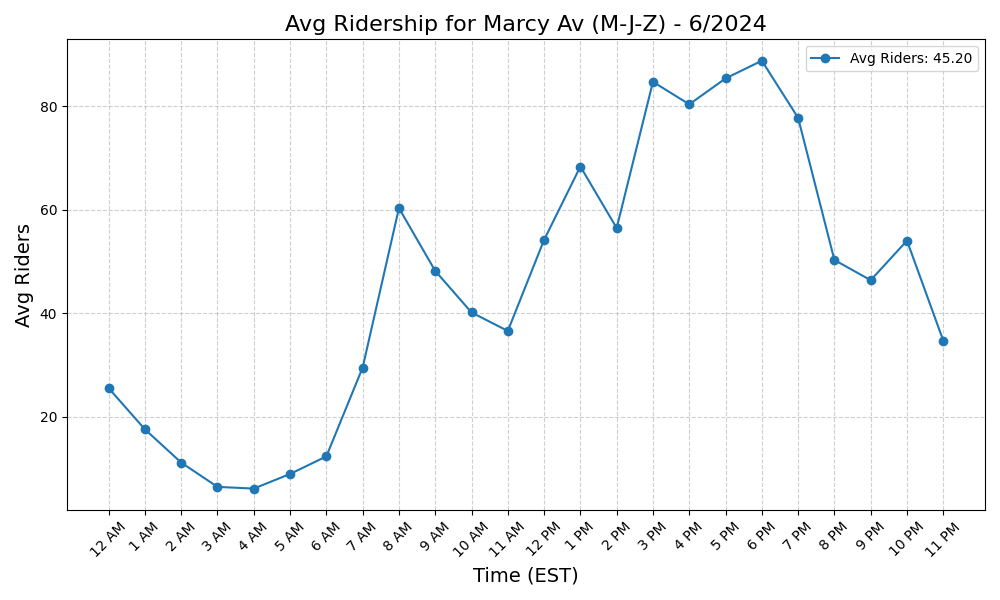 Avg Ridership for Marcy Av (M-J-Z) - 6/2024
Avg Riders: 45.20
Avg Riders
80
60
40
20
12 AM
1 AM
2 AM
3 AM
4 AM
5 AM
6 AM
7 AM
8 AM
9 AM
10 AM
11 AM
12 PM
1 PM
2 PM
3 PM
4 PM
5 PM
6 PM
7 PM
8 PM
9 PM
10 PM
11 PM
Time (EST)